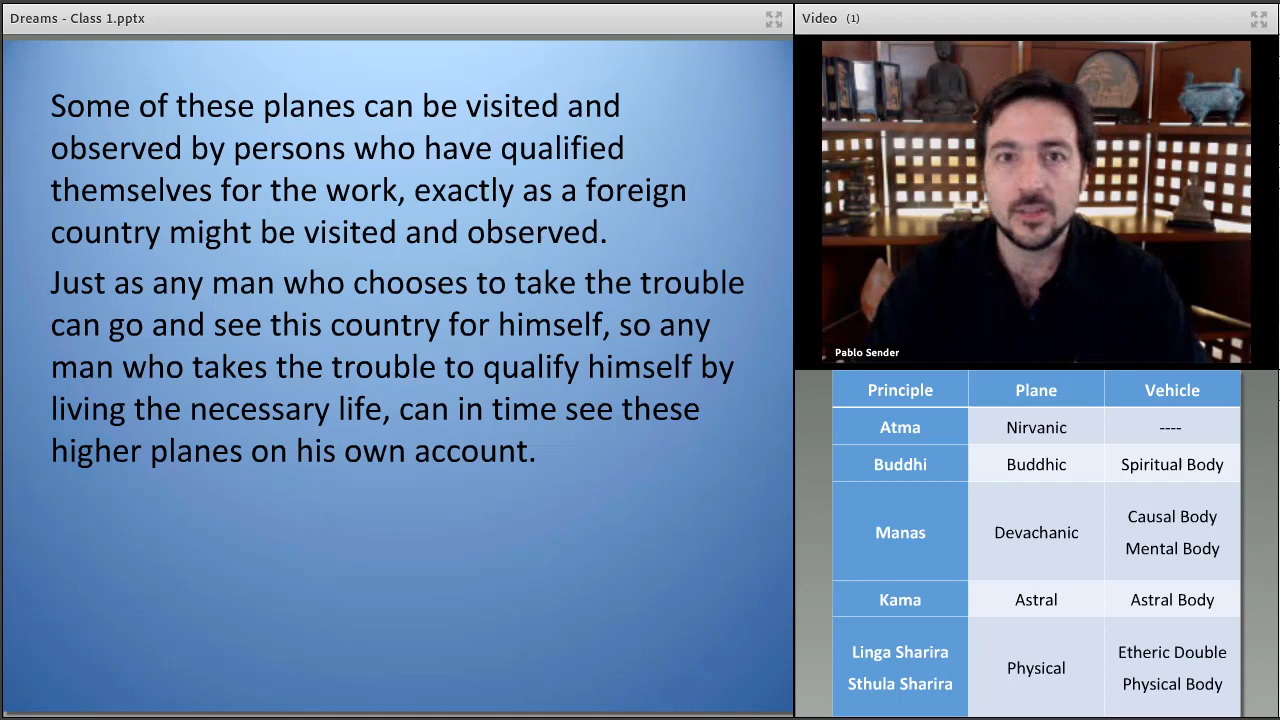 Dreams - Class 1.pptx
Some of these planes can be visited and
observed by persons who have qualified
themselves for the work, exactly as a foreign
country might be visited and observed.
Just as any man who chooses to take the trouble
can go and see this country for himself, so any
man who takes the trouble to qualify himself by
living the necessary life, can in time see these
higher planes on his own account.
Video (1)
Pablo Sender
Principle Plane Vehicle
Atma Nirvanic ----
Buddhi Buddhic Spiritual Body
Manas Devachanic Causal Body
Mental Body
Kama Astral Astral Body
Linga Sharira Physical Etheric Double
Sthula Sharira Physical Body